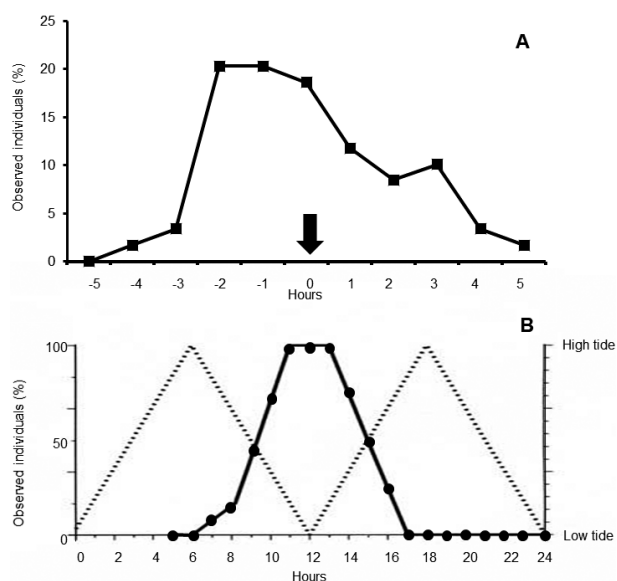 A
Observed individuals (%)
25
20
15
10
5
0
-5 -4 -3 -2 -1 0 1 2 3 4 5
Hours
B
Observed individuals (%)
100 High tide
50
0 Low tide
0 2 4 6 8 10 12 14 16 18 20 22 24
Hours